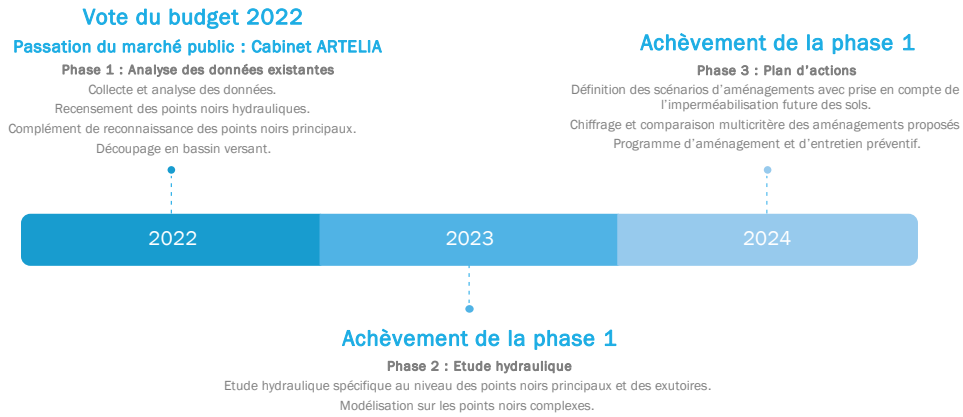 Vote du budget 2022
Passation du marché public : Cabinet ARTELIA
Phase 1 : Analyse des données existantes
Collecte et analyse des données.
Recensement des points noirs hydrauliques.
Complément de reconnaissance des points noirs principaux.
Découpage en bassin versant.
Achèvement de la phase 1
Phase 3 : Plan d'actions
Définition des scénarios d'aménagements avec prise en compte de
l'imperméabilisation future des sols.
Chiffrage et comparaison multicritère des aménagements proposés
Programme d'aménagement et d'entretien préventif.
2022
2023
2024
Achèvement de la phase 1
Phase 2 : Etude hydraulique
Etude hydraulique spécifique au niveau des points noirs principaux et des exutoires.
Modélisation sur les points noirs complexes.